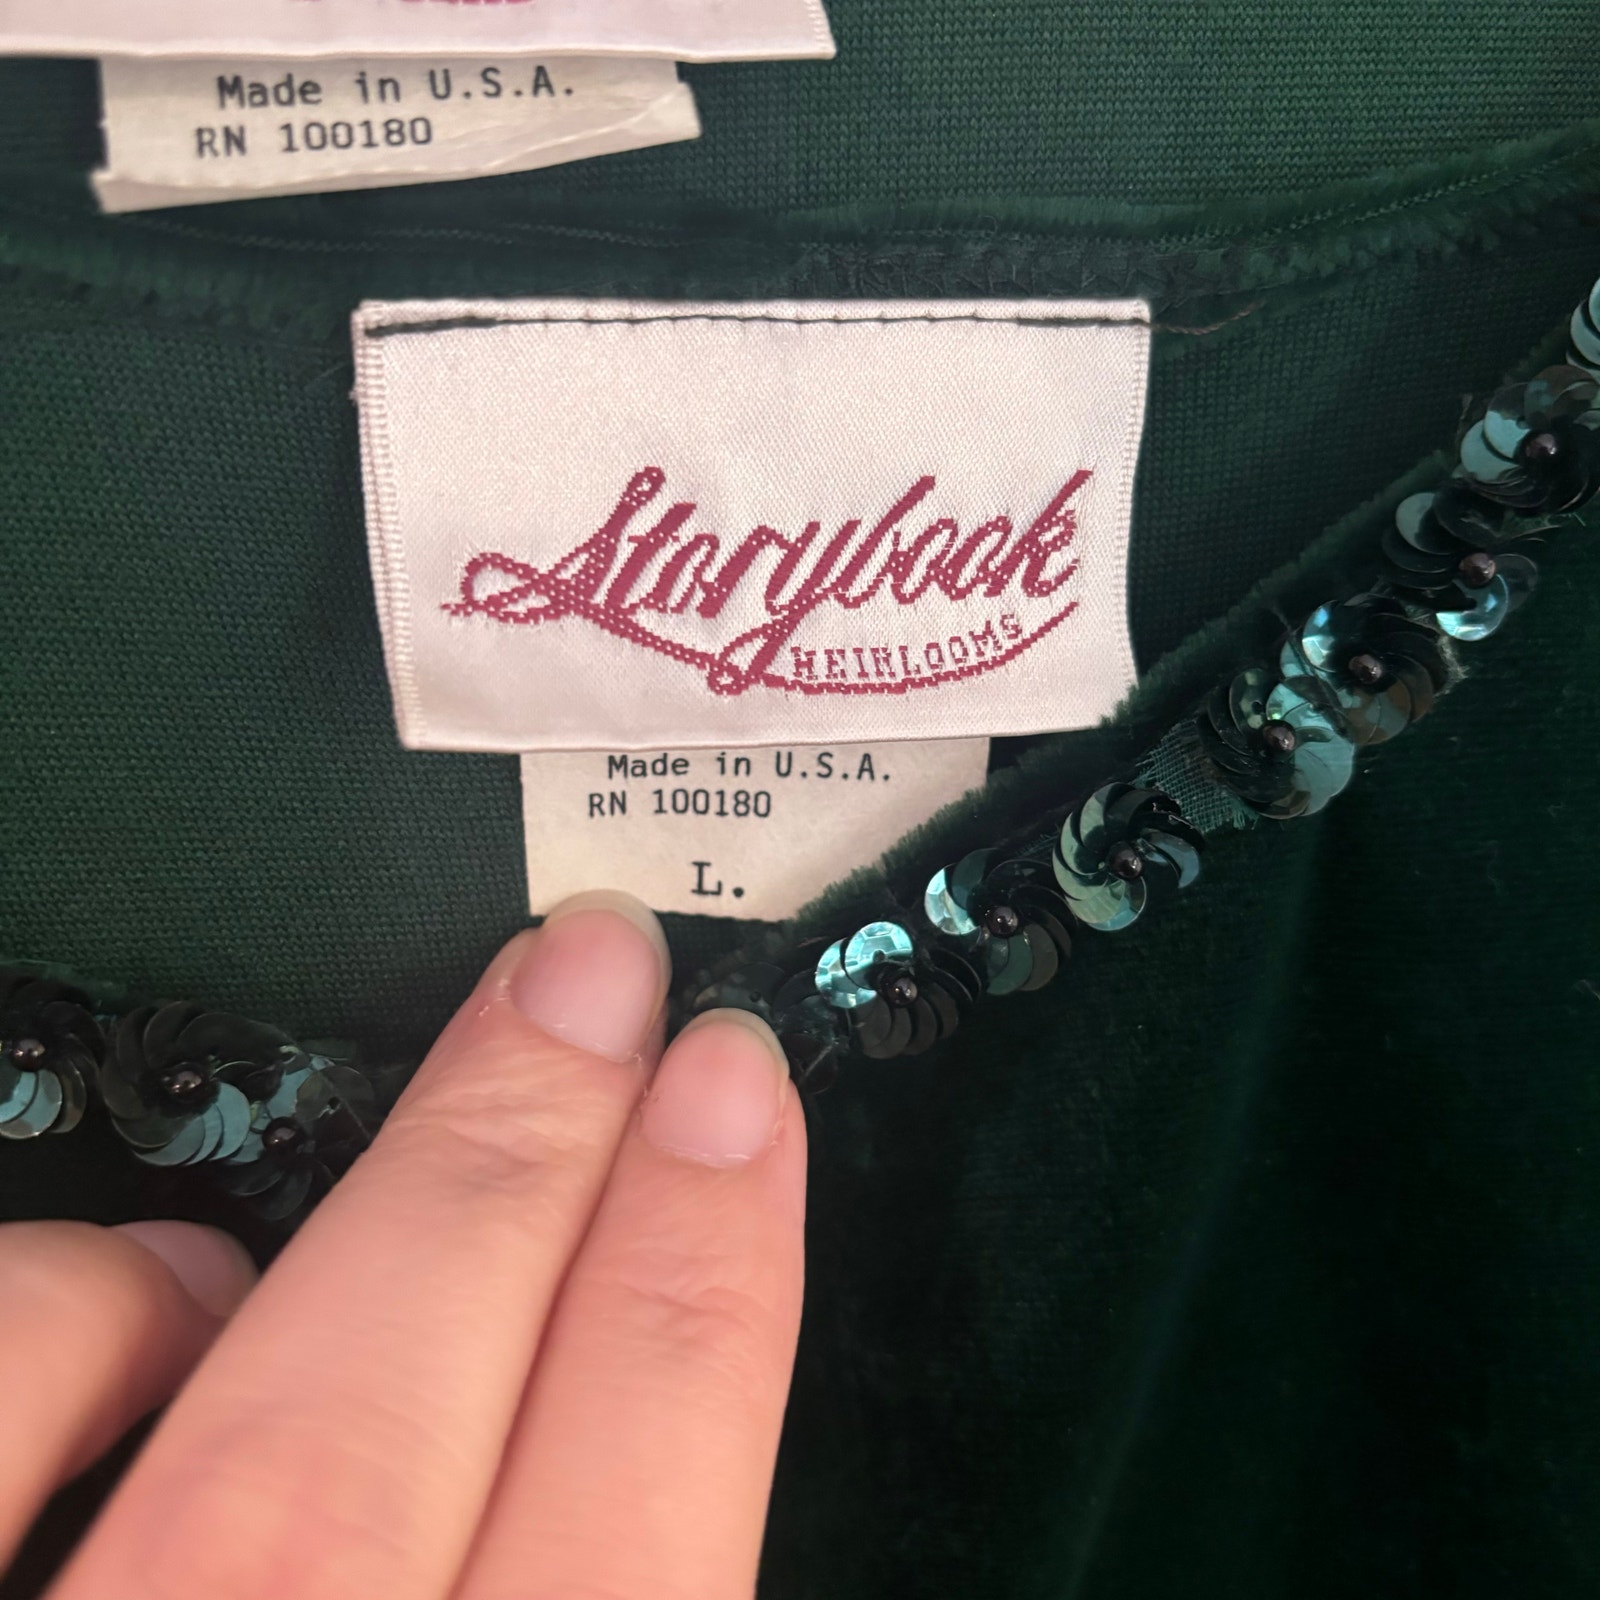 Made in U.S.A.
RN 100180
Storybook
HEIRLOOMS
Made in U.S.A.
RN 100180
L.